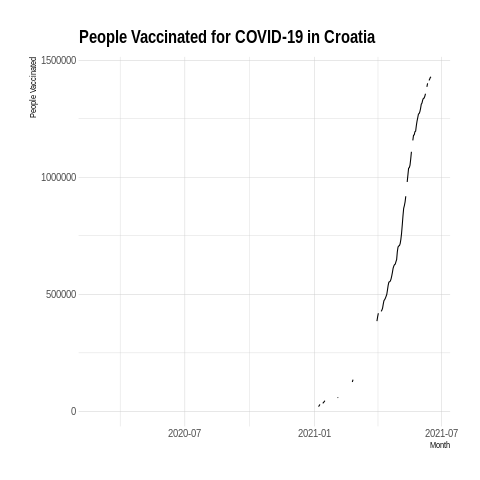 People Vaccinated for COVID-19 in Croatia
People Vaccinated
1500000
1000000
500000
0
2020-07
2021-01
2021-07
Month